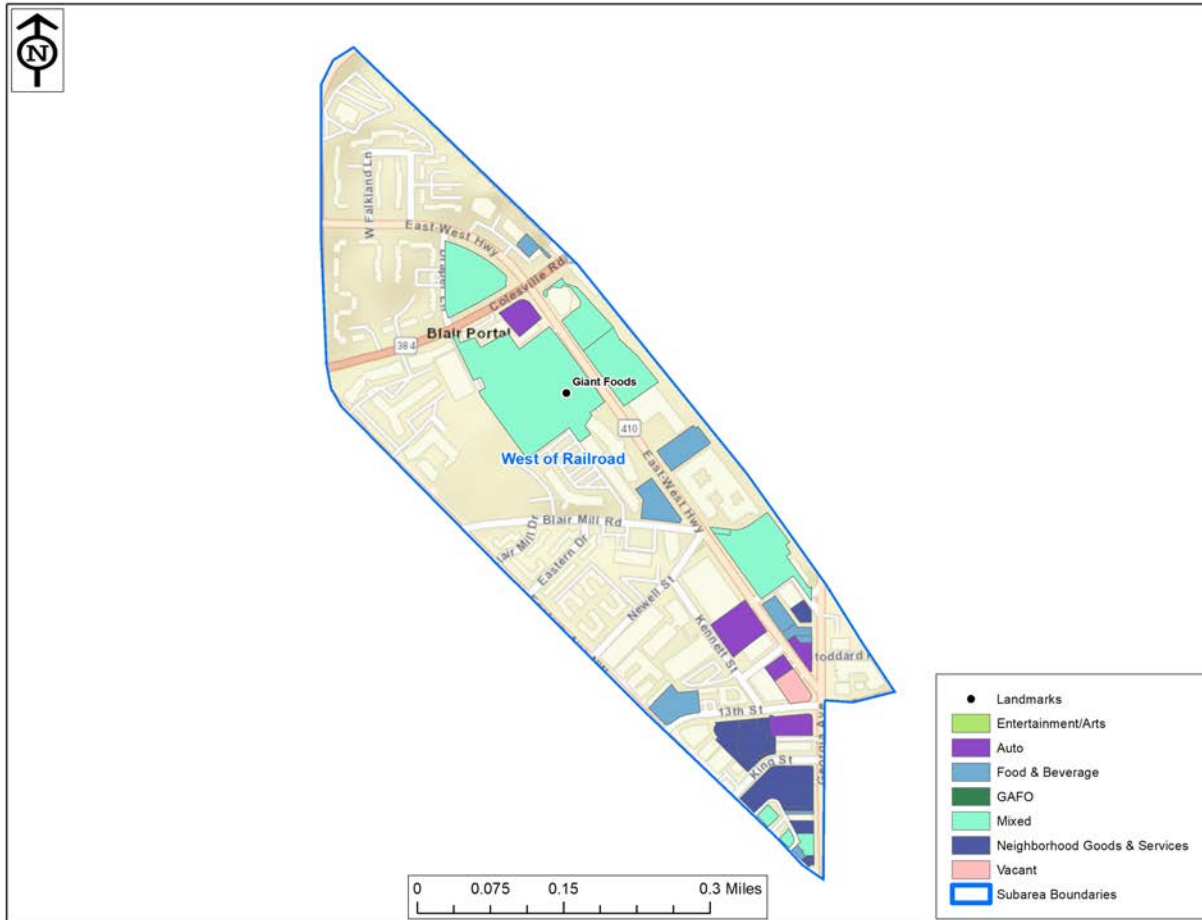 N
W Falkland Ln
East-West Hwy
Draper Ln
Colesville Rd
Blair Portal
384
Giant Foods
410
West of Railroad
East-West Hwy
Blair Mill Rd
lair Mill Dr
Eastern Dr
Newell St
Kennett St
toddard
13th St
King St
Georgia Ave
Landmarks
Entertainment/Arts
Auto
Food & Beverage
GAFO
Mixed
Neighborhood Goods & Services
Vacant
Subarea Boundaries
0 0.075 0.15 0.3 Miles